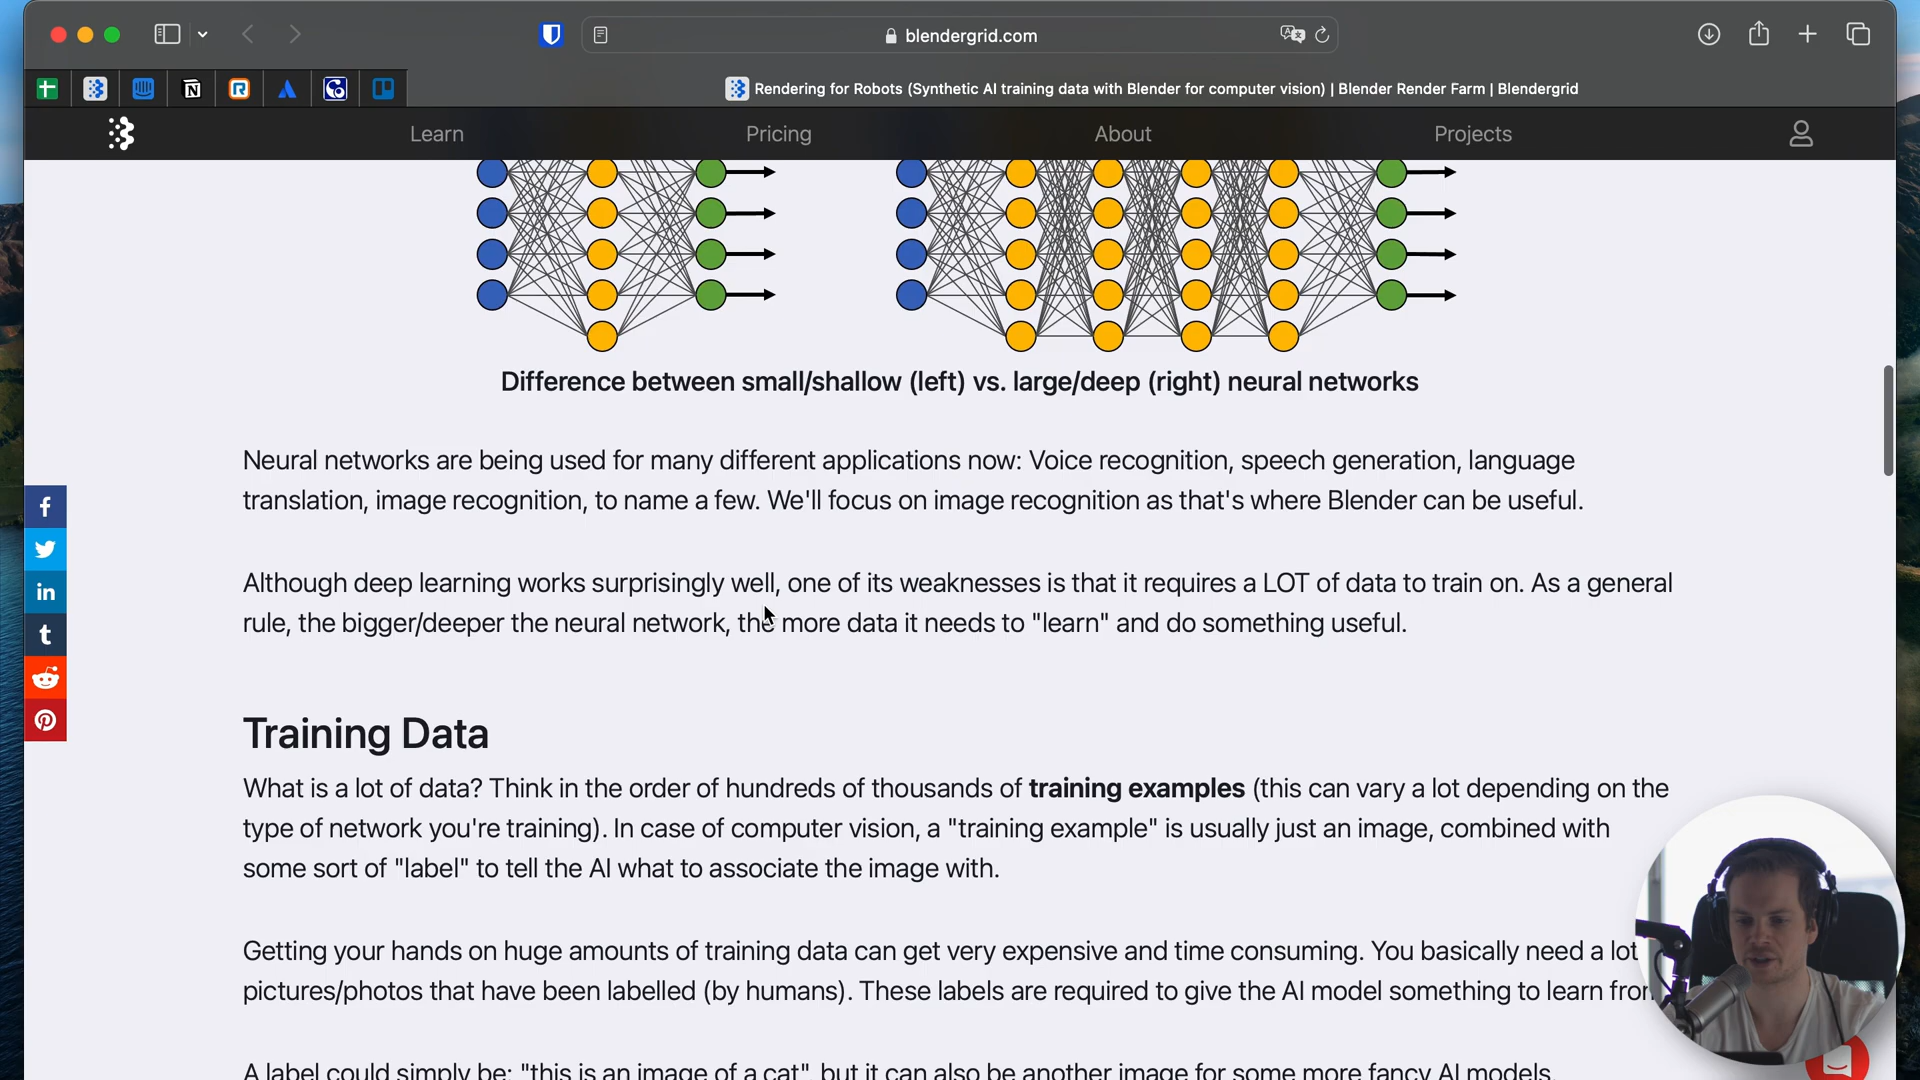 blendergrid.com
Rendering for Robots (Synthetic AI training data with Blender for computer vision) | Blender Render Farm | Blendergrid
Learn
Pricing
About
Projects
Difference between small/shallow (left) vs. large/deep (right) neural networks
Neural networks are being used for many different applications now: Voice recognition, speech generation, language
translation, image recognition, to name a few. We'll focus on image recognition as that's where Blender can be useful.
Although deep learning works surprisingly well, one of its weaknesses is that it requires a LOT of data to train on. As a general
rule, the bigger/deeper the neural network, the more data it needs to "learn" and do something useful.
Training Data
What is a lot of data? Think in the order of hundreds of thousands of training examples (this can vary a lot depending on the
type of network you're training). In case of computer vision, a "training example" is usually just an image, combined with
some sort of "label" to tell the AI what to associate the image with.
Getting your hands on huge amounts of training data can get very expensive and time consuming. You basically need a lot
pictures/photos that have been labelled (by humans). These labels are required to give the AI model something to learn from
A label could simply be: "this is an image of a cat", but it can also be another image for some more fancy AI models.